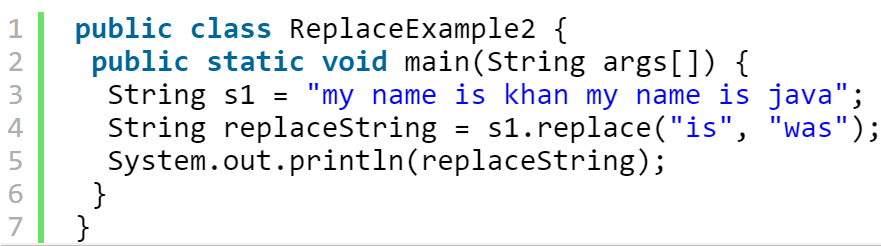 1 public class ReplaceExample2 {
2 public static void main(String args[]) {
3 String s1 = "my name is khan my name is java";
4 String replaceString = s1.replace("is", "was");
5 System.out.println(replaceString);
6 }
7 }